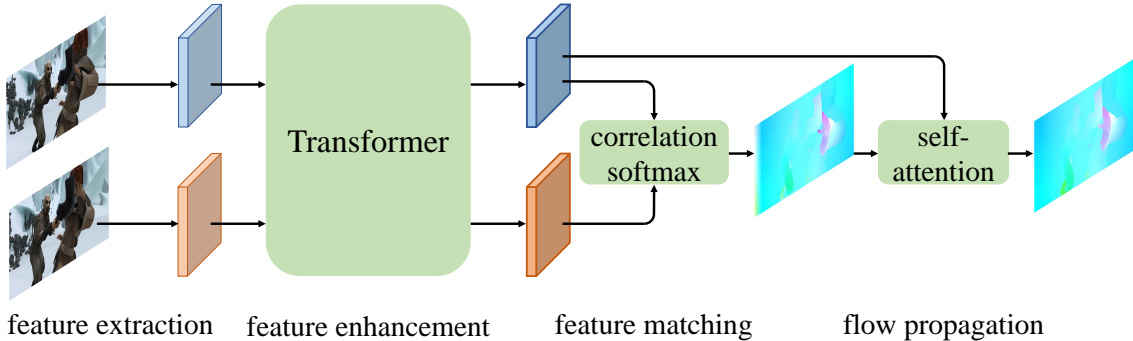 Transformer
correlation
softmax
self-
attention
feature extraction
feature enhancement
feature matching
flow propagation